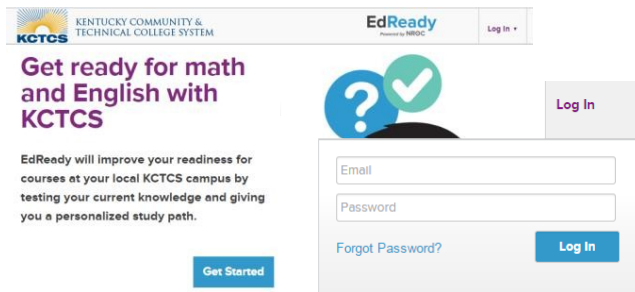 KCTCS
KENTUCKY COMMUNITY &
TECHNICAL COLLEGE SYSTEM
EdReady
Powered by NROC
Log In
Get ready for math
and English with
KCTCS
?
EdReady will improve your readiness for
courses at your local KCTCS campus by
testing your current knowledge and giving
you a personalized study path.
Get Started
Log In
Email
Password
Forgot Password?
Log In